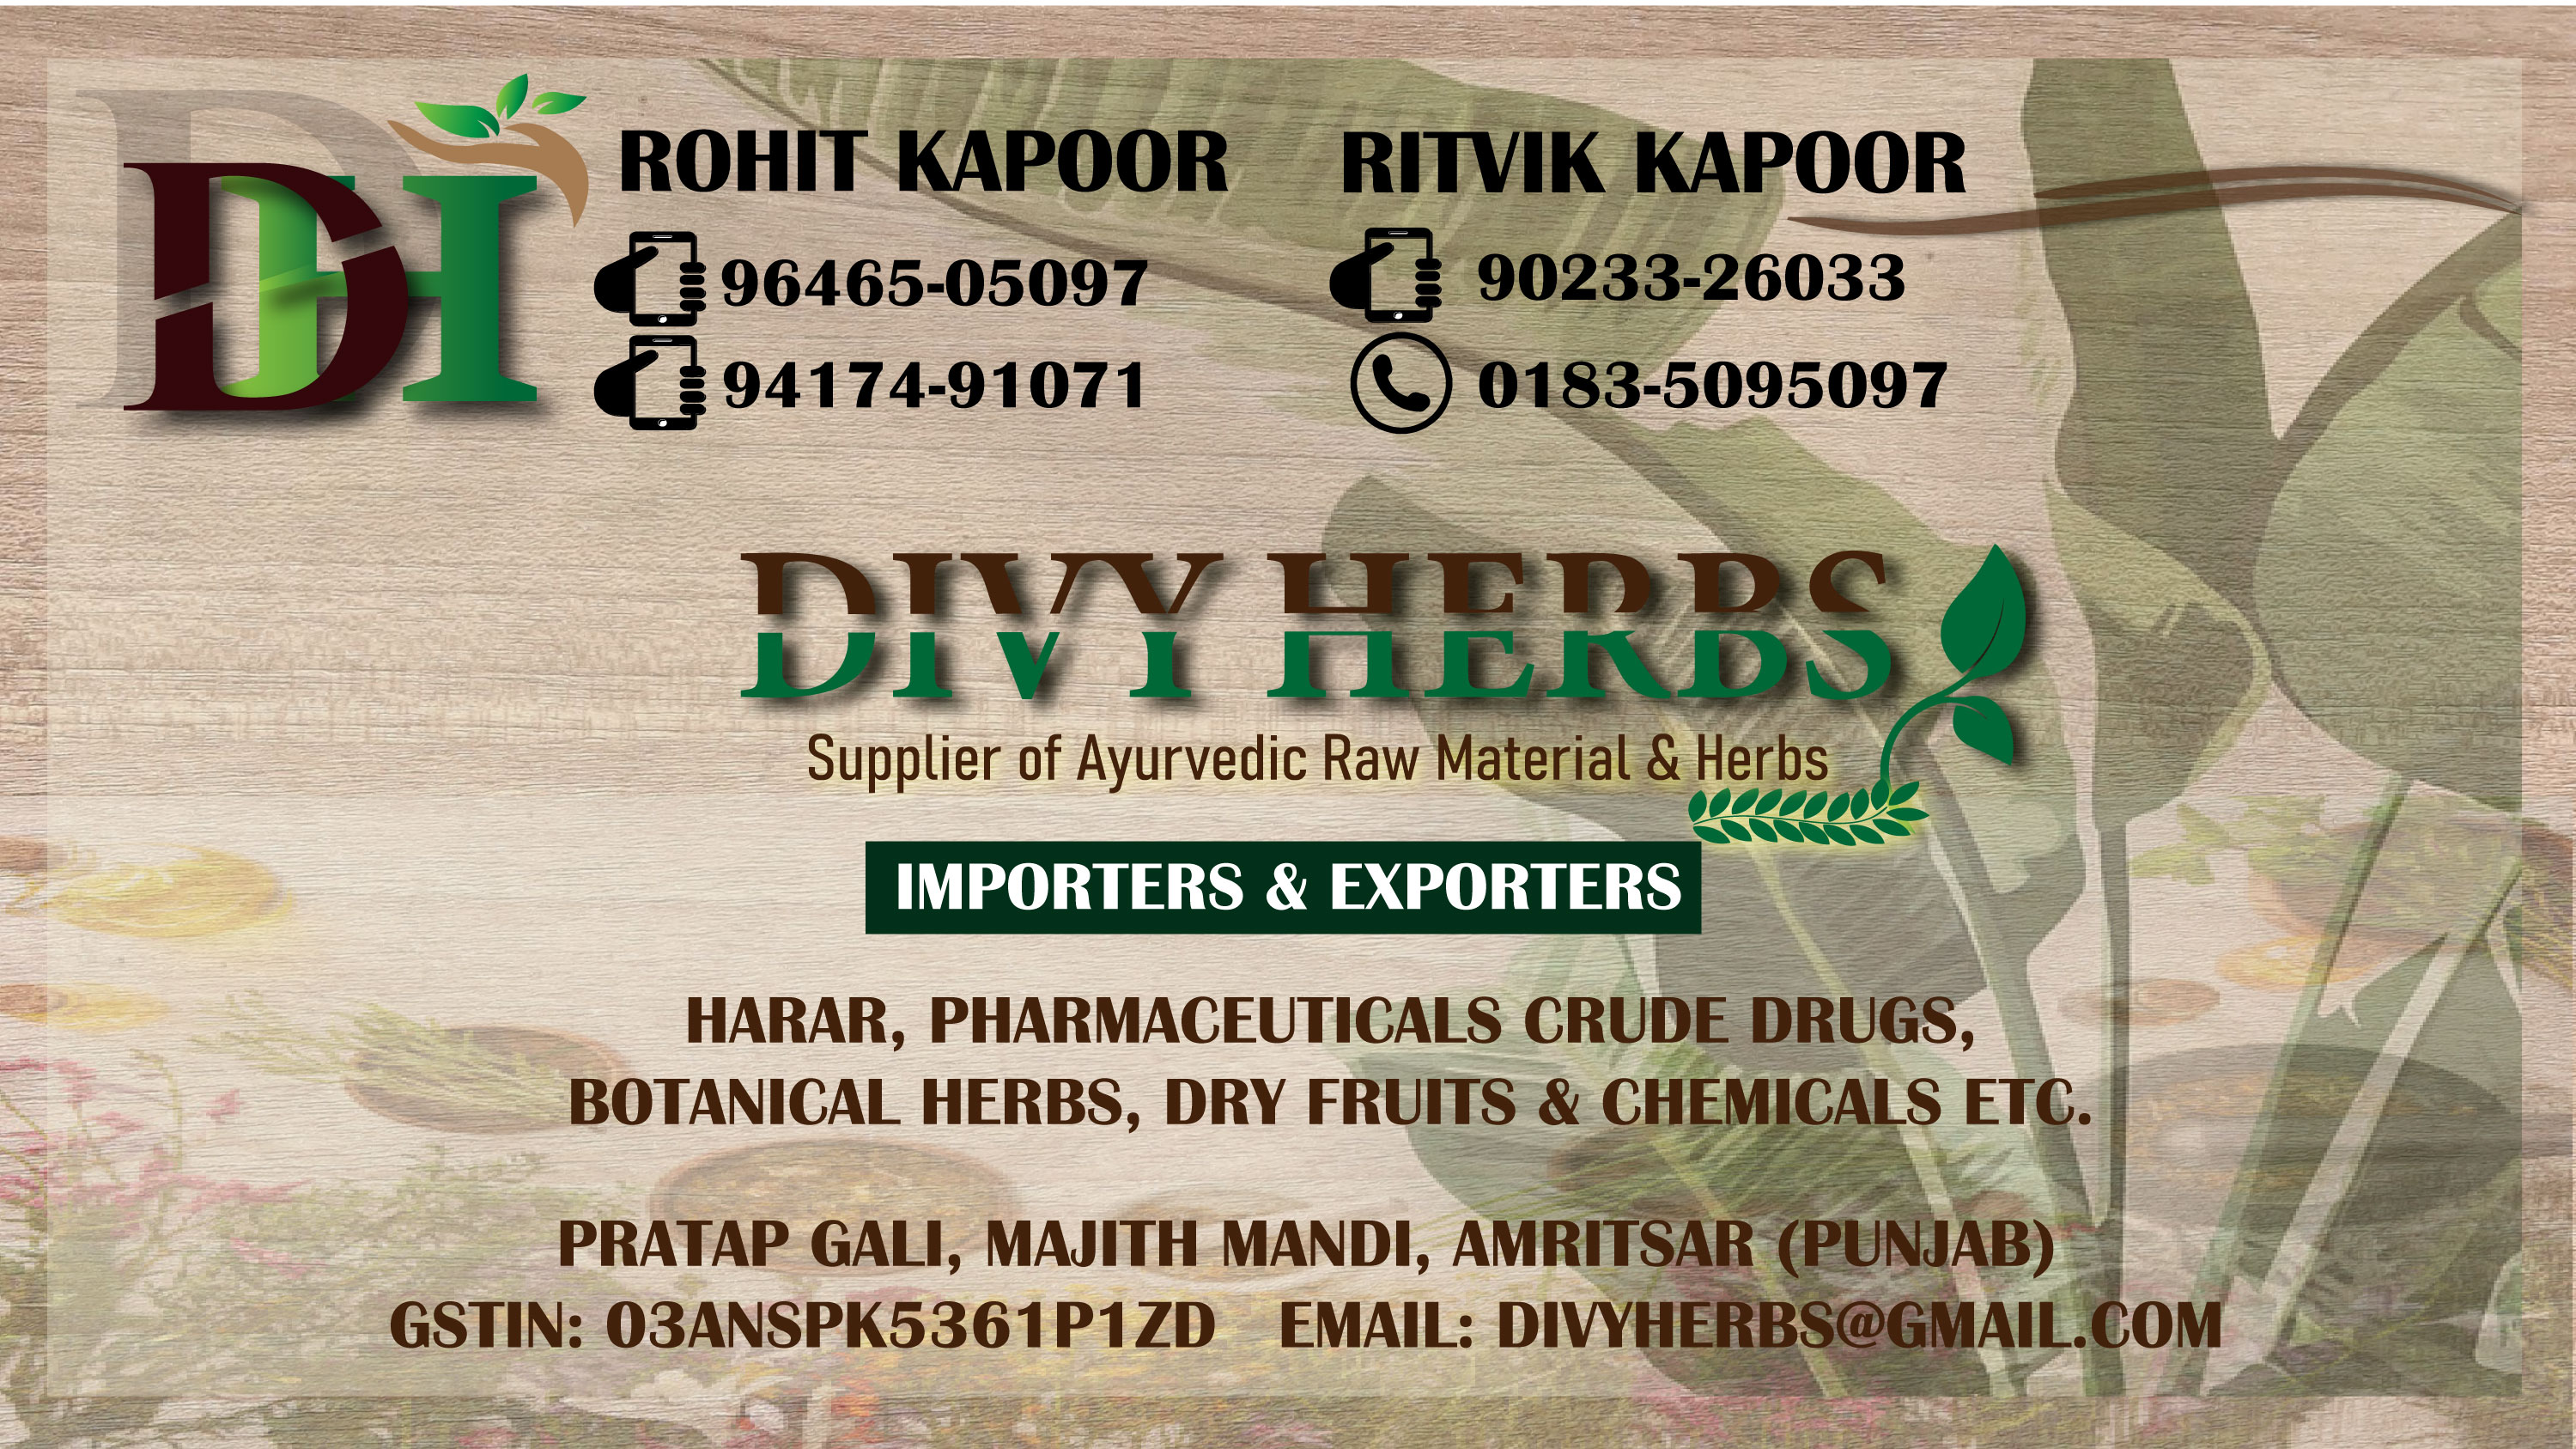 DH
ROHIT KAPOOR
96465-05097
94174-91071
RITVIK KAPOOR
90233-26033
0183-5095097
DIVY HERBS
Supplier of Ayurvedic Raw Material & Herbs
IMPORTERS & EXPORTERS
HARAR, PHARMACEUTICALS CRUDE DRUGS,
BOTANICAL HERBS, DRY FRUITS & CHEMICALS ETC.
PRATAP GALI, MAJITH MANDI, AMRITSAR (PUNJAB)
GSTIN: 03ANSPK5361P1ZD EMAIL: DIVYHERBS@GMAIL.COM